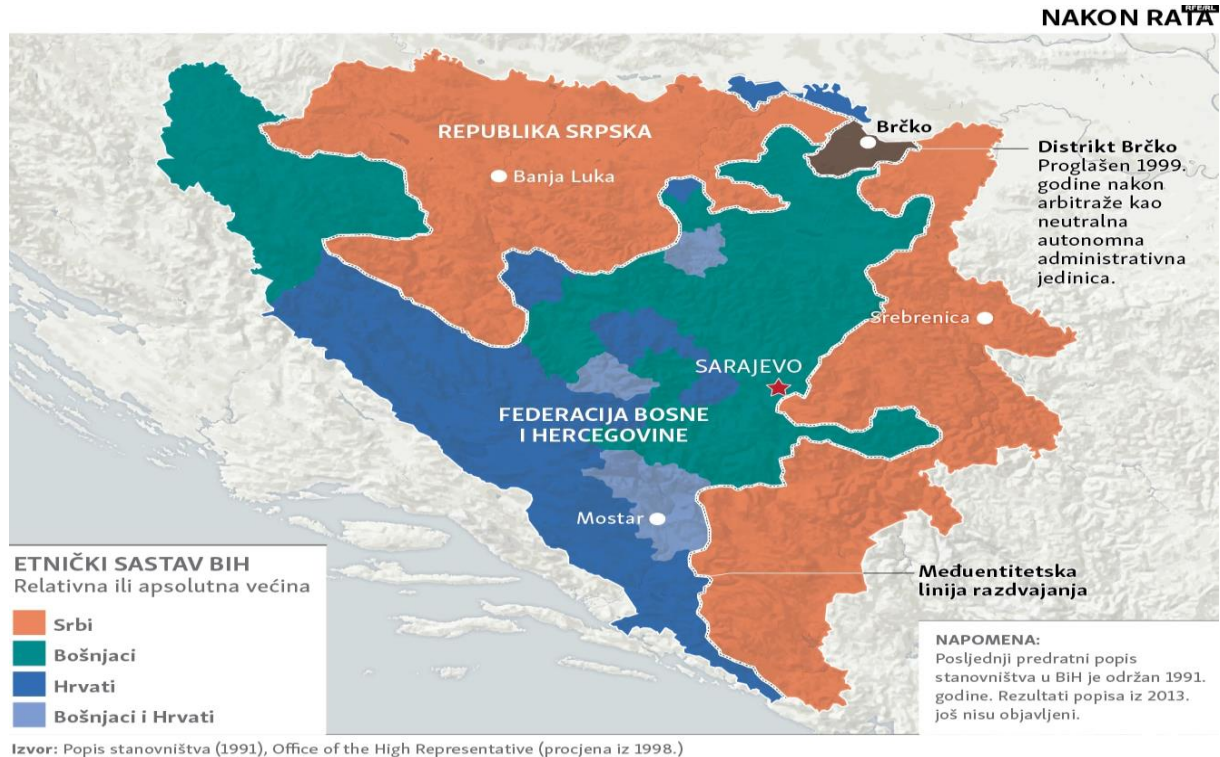 RFE/RL
NAKON RATA
REPUBLIKA SRPSKA
Banja Luka
Brčko
Distrikt Brčko
Proglašen 1999.
godine nakon
arbitraže kao
neutralna
autonomna
administrativna
jedinica.
Srebrenica
SARAJEVO
FEDERACIJA BOSNE
I HERCEGOVINE
Mostar
Međuentitetska
linija razdvajanja
ETNIČKI SASTAV BIH
Relativna ili apsolutna većina
Srbi
Bošnjaci
Hrvati
Bošnjaci i Hrvati
NAPOMENA:
Posljednji predratni popis
stanovništva u BiH je održan 1991.
godine. Rezultati popisa iz 2013.
još nisu objavljeni.
Izvor: Popis stanovništva (1991), Office of the High Representative (procjena iz 1998.)